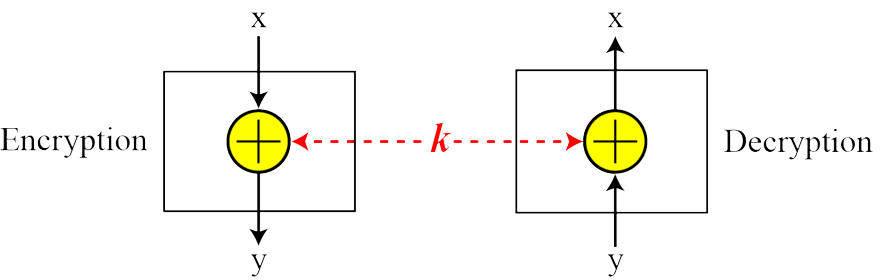 x
x
Encryption
k
Decryption
y
y